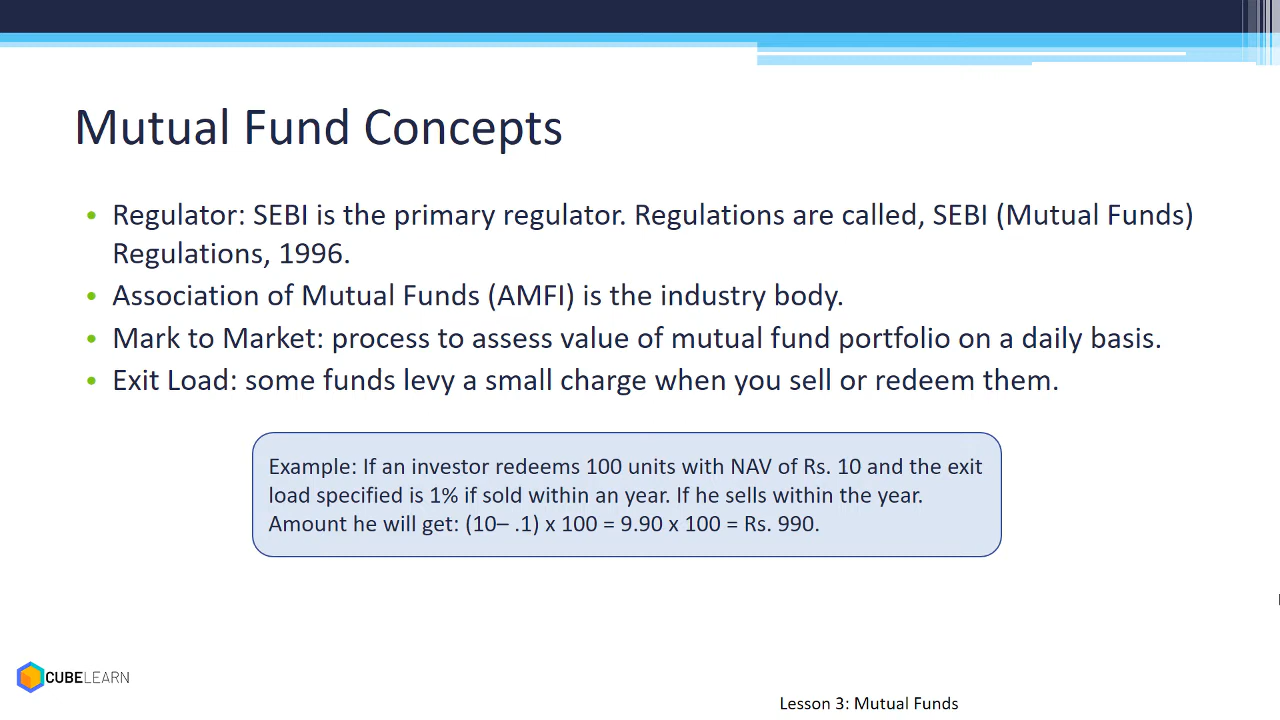 Mutual Fund Concepts
• Regulator: SEBI is the primary regulator. Regulations are called, SEBI (Mutual Funds)
Regulations, 1996.
• Association of Mutual Funds (AMFI) is the industry body.
• Mark to Market: process to assess value of mutual fund portfolio on a daily basis.
• Exit Load: some funds levy a small charge when you sell or redeem them.
Example: If an investor redeems 100 units with NAV of Rs. 10 and the exit
load specified is 1% if sold within an year. If he sells within the year.
Amount he will get: (10– .1) x 100 = 9.90 x 100 = Rs. 990.
CUBELEARN
Lesson 3: Mutual Funds